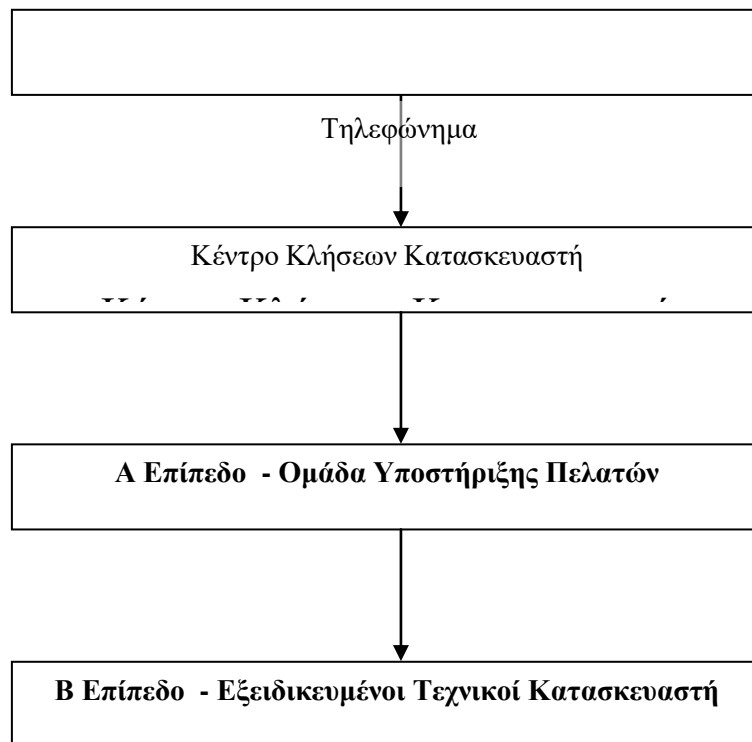 Τηλεφώνημα
Κέντρο Κλήσεων Κατασκευαστή
Α Επίπεδο - Ομάδα Υποστήριξης Πελατών
Β Επίπεδο - Εξειδικευμένοι Τεχνικοί Κατασκευαστή